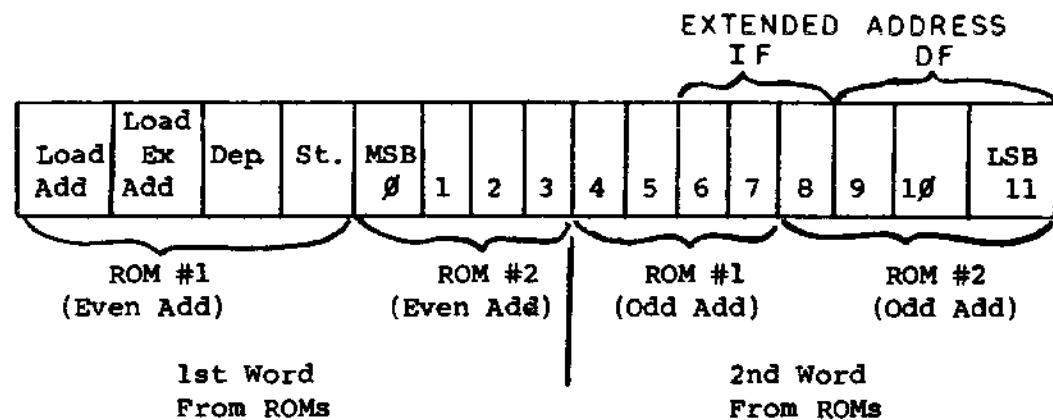 EXTENDED ADDRESS
IF DF
Load Add
Load Ex Add
Dep.
St.
MSB Ø
1 2 3 4 5 6 7 8 9 1Ø
LSB 11
ROM #1 ROM #2 ROM #1 ROM #2
(Even Add) (Even Add) (Odd Add) (Odd Add)
1st Word 2nd Word
From ROMs From ROMs